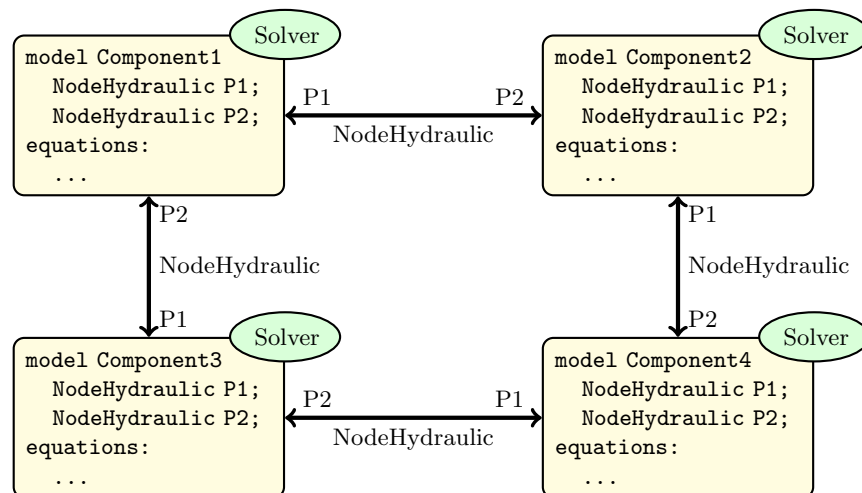 Solver
model Component1
NodeHydraulic P1;
NodeHydraulic P2;
equations:
...
Solver
model Component2
NodeHydraulic P1;
NodeHydraulic P2;
equations:
...
P1
P2
NodeHydraulic
P2
NodeHydraulic
P1
P1
NodeHydraulic
P2
Solver
model Component3
NodeHydraulic P1;
NodeHydraulic P2;
equations:
...
Solver
model Component4
NodeHydraulic P1;
NodeHydraulic P2;
equations:
...
P2
P1
NodeHydraulic